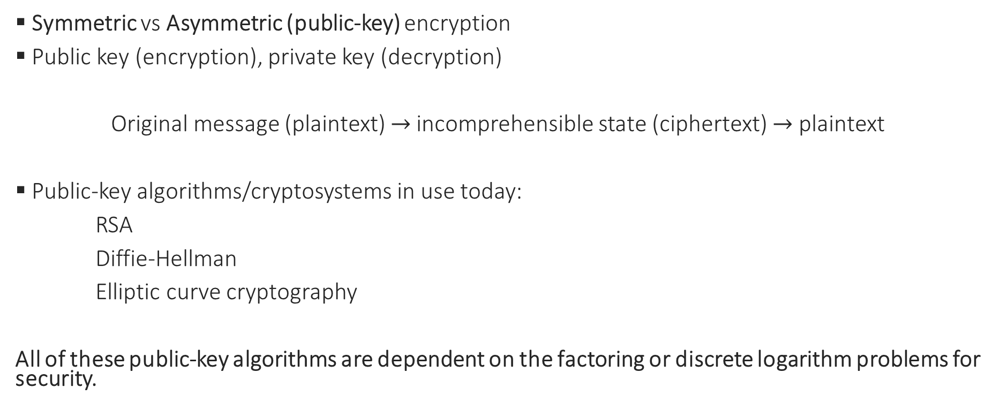 ▪ Symmetric vs Asymmetric (public-key) encryption
▪ Public key (encryption), private key (decryption)
Original message (plaintext) → incomprehensible state (ciphertext) → plaintext
▪ Public-key algorithms/cryptosystems in use today:
RSA
Diffie-Hellman
Elliptic curve cryptography
All of these public-key algorithms are dependent on the factoring or discrete logarithm problems for
security.